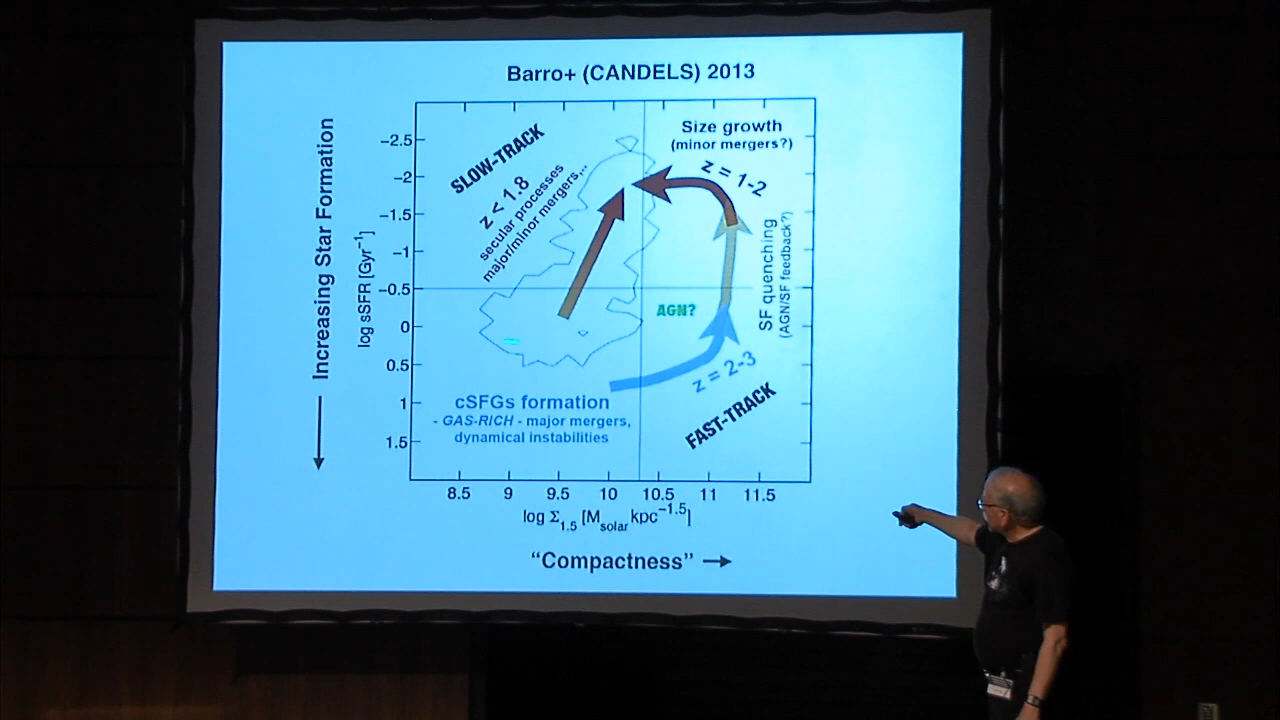 Barro+ (CANDELS) 2013
Increasing Star Formation
log sSFR [Gyr⁻¹]
−2.5
−2
−1.5
−1
−0.5
0
0.5
1
1.5
SLOW-TRACK
z < 1.8
secular processes
major/minor mergers,..
Size growth
(minor mergers?)
z = 1-2
SF quenching
(AGN/SF feedback?)
AGN?
z = 2-3
FAST-TRACK
cSFGs formation
- GAS-RICH - major mergers,
dynamical instabilities
8.5 9 9.5 10 10.5 11 11.5
log Σ₁.₅ [Msolar kpc⁻¹·⁵]
“Compactness” →